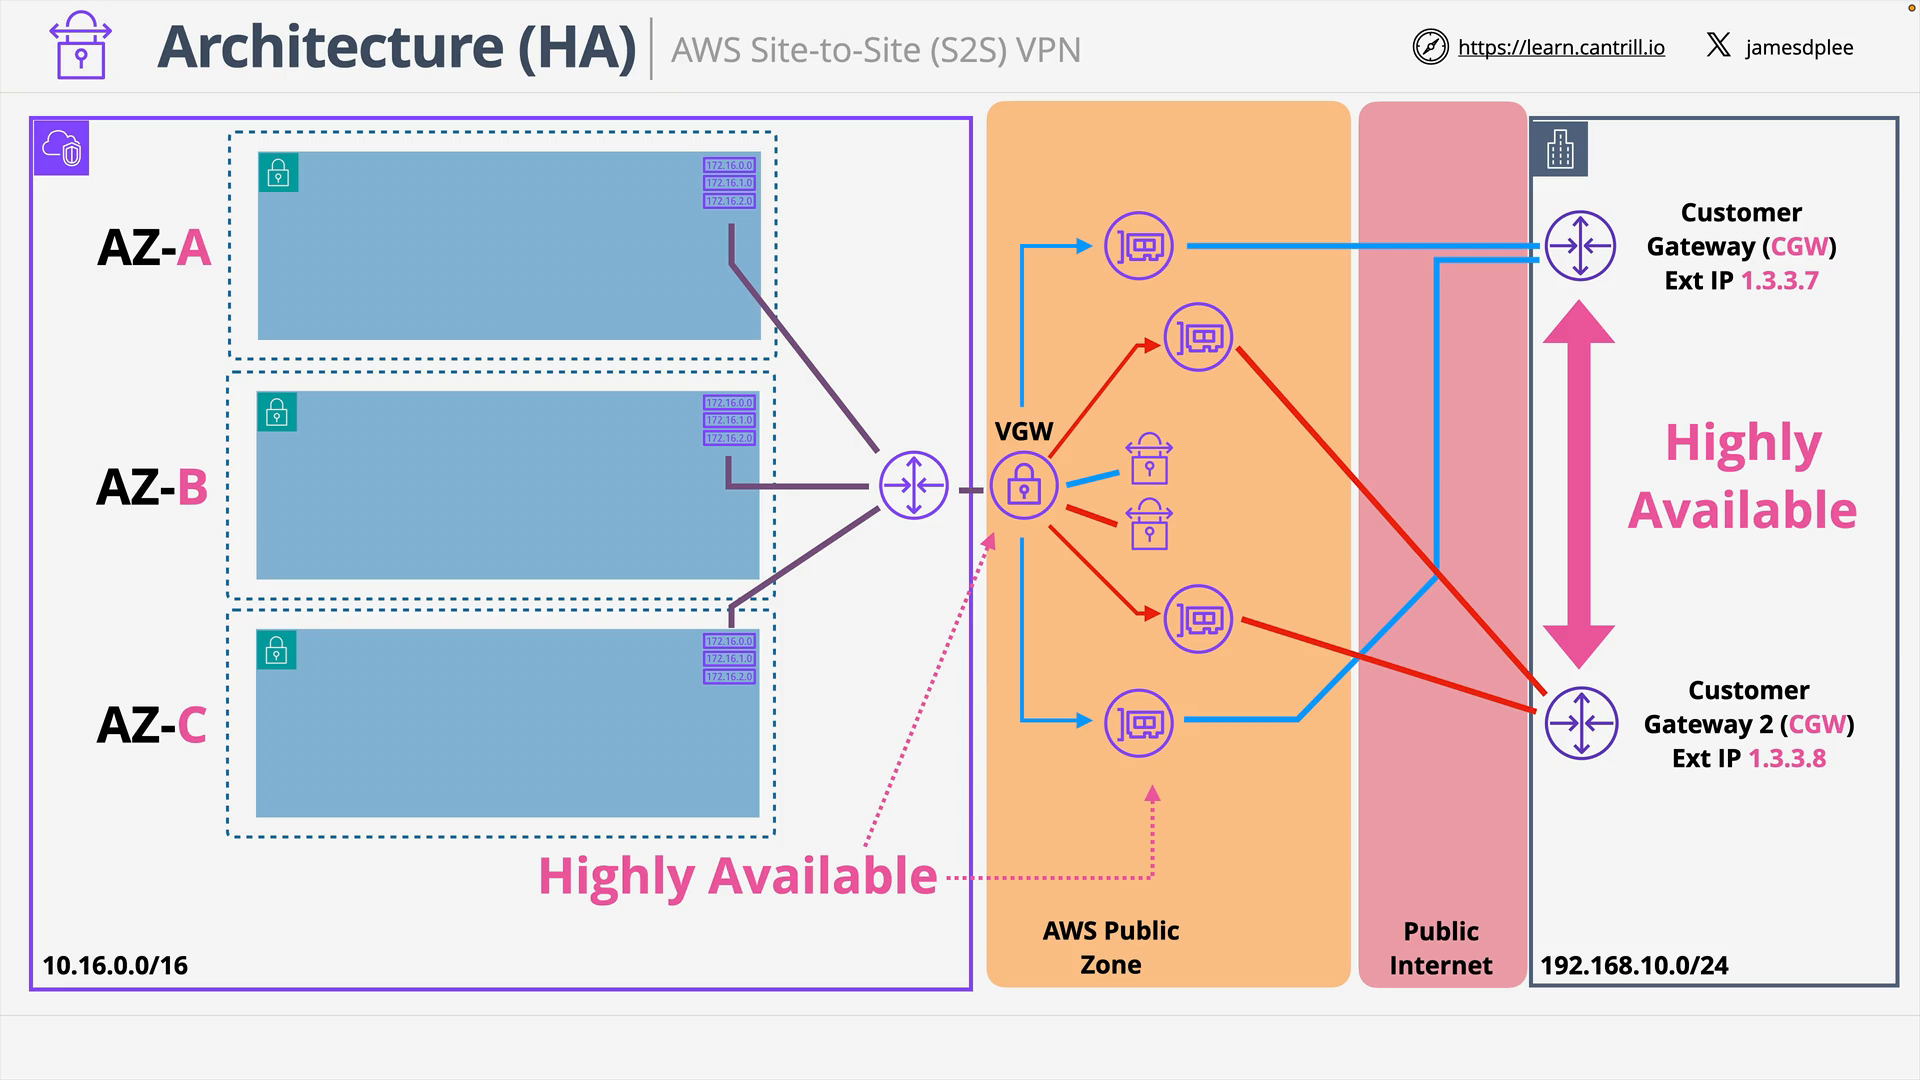 Architecture (HA)
AWS Site-to-Site (S2S) VPN
https://learn.cantrill.io
jamesdplee
AZ-A
172.16.0.0
172.16.1.0
172.16.2.0
AZ-B
172.16.0.0
172.16.1.0
172.16.2.0
AZ-C
172.16.0.0
172.16.1.0
172.16.2.0
VGW
Customer
Gateway (CGW)
Ext IP 1.3.3.7
Highly
Available
Customer
Gateway 2 (CGW)
Ext IP 1.3.3.8
Highly Available
10.16.0.0/16
AWS Public
Zone
Public
Internet
192.168.10.0/24